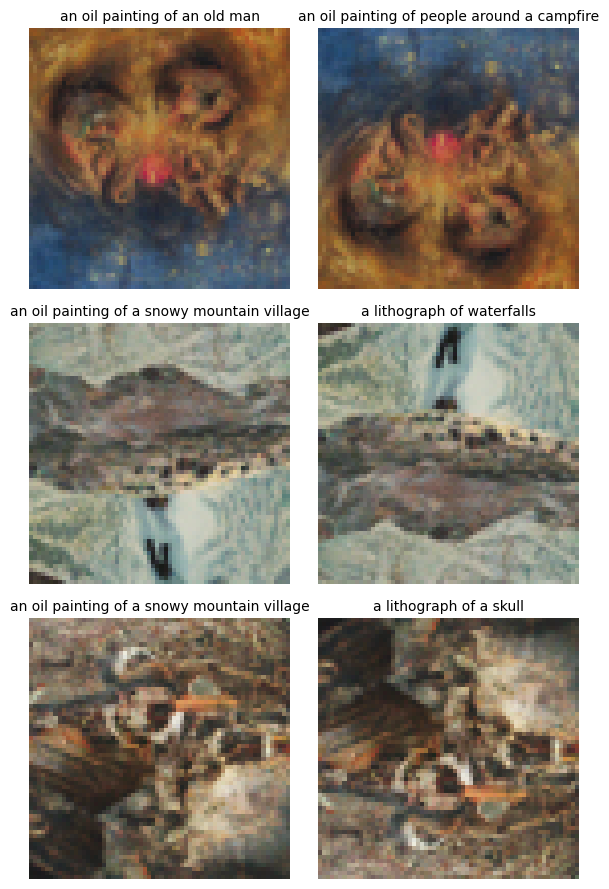 an oil painting of an old man
an oil painting of people around a campfire
an oil painting of a snowy mountain village
a lithograph of waterfalls
an oil painting of a snowy mountain village
a lithograph of a skull